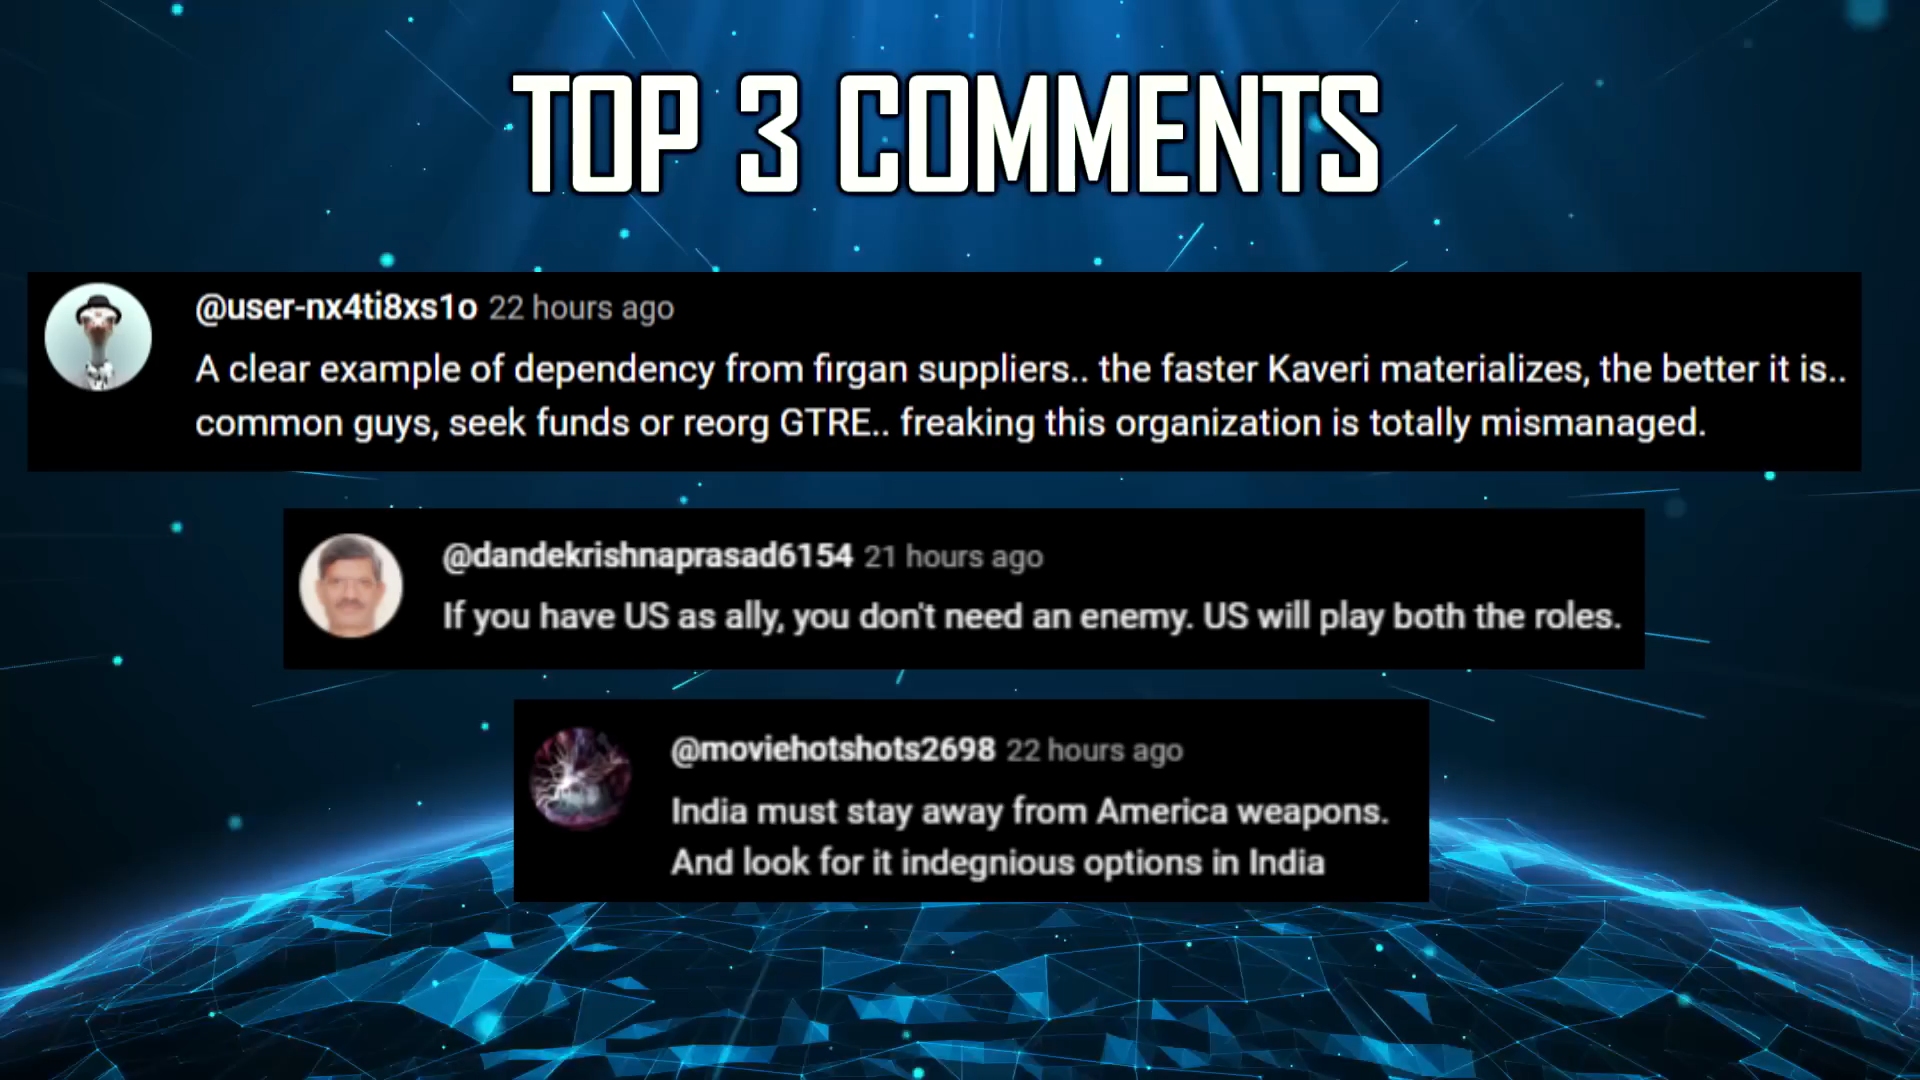 TOP 3 COMMENTS
@user-nx4ti8xs1o 22 hours ago
A clear example of dependency from firgan suppliers.. the faster Kaveri materializes, the better it is..
common guys, seek funds or reorg GTRE.. freaking this organization is totally mismanaged.
@dandekrishnaprasad6154 21 hours ago
If you have US as ally, you don't need an enemy. US will play both the roles.
@moviehotshots2698 22 hours ago
India must stay away from America weapons.
And look for it indegnious options in India